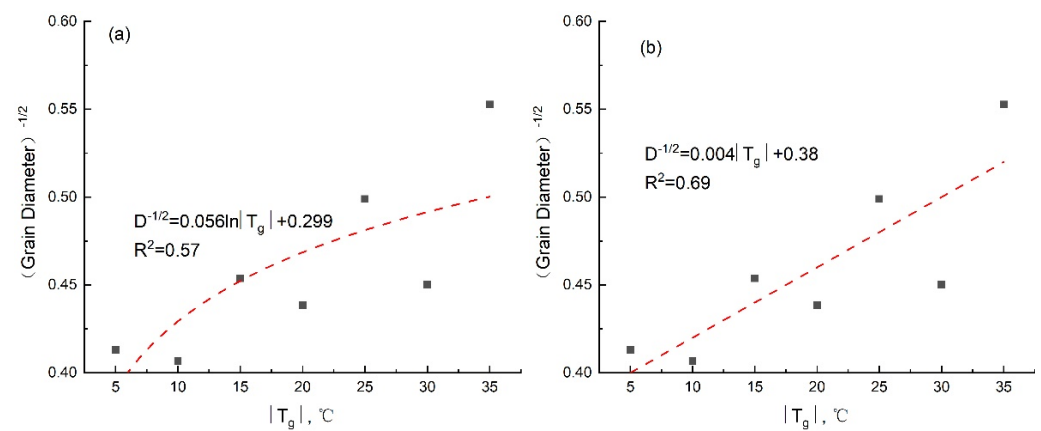 (a)
0.60
0.55
0.50
0.45
0.40
（Grain Diameter）-1/2
D-1/2=0.056ln|Tg|+0.299
R2=0.57
5 10 15 20 25 30 35
|Tg|, ℃
(b)
0.60
0.55
0.50
0.45
0.40
（Grain Diameter）-1/2
D-1/2=0.004|Tg|+0.38
R2=0.69
5 10 15 20 25 30 35
|Tg|, ℃